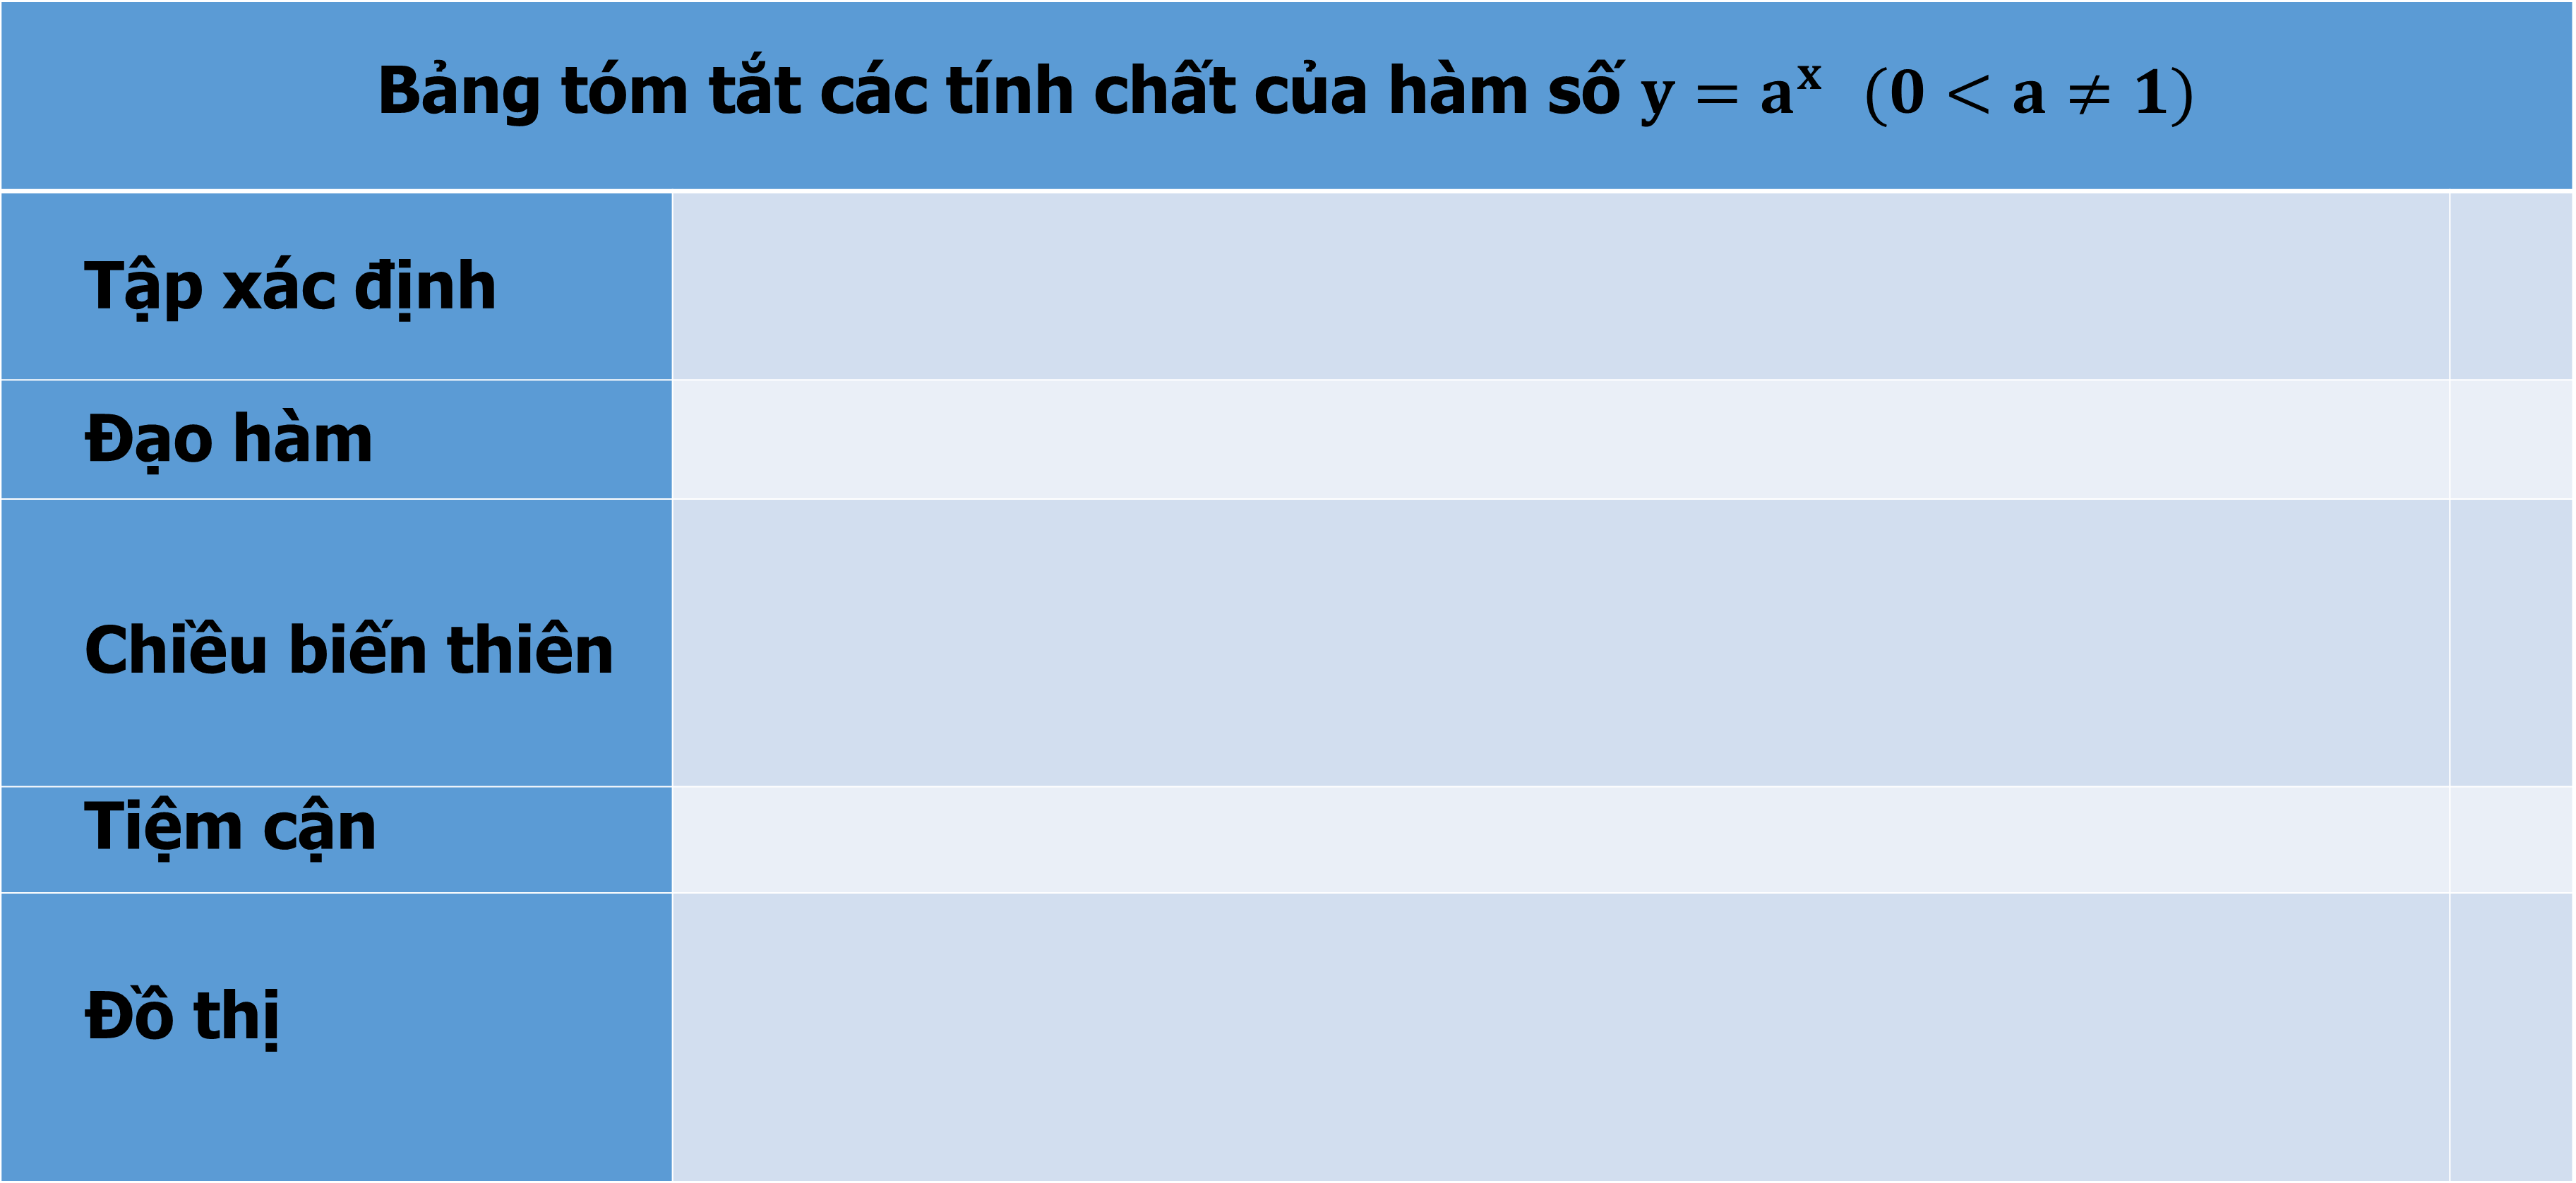 Bảng tóm tắt các tính chất của hàm số y = aˣ (0 < a ≠ 1)
Tập xác định
Đạo hàm
Chiều biến thiên
Tiệm cận
Đồ thị